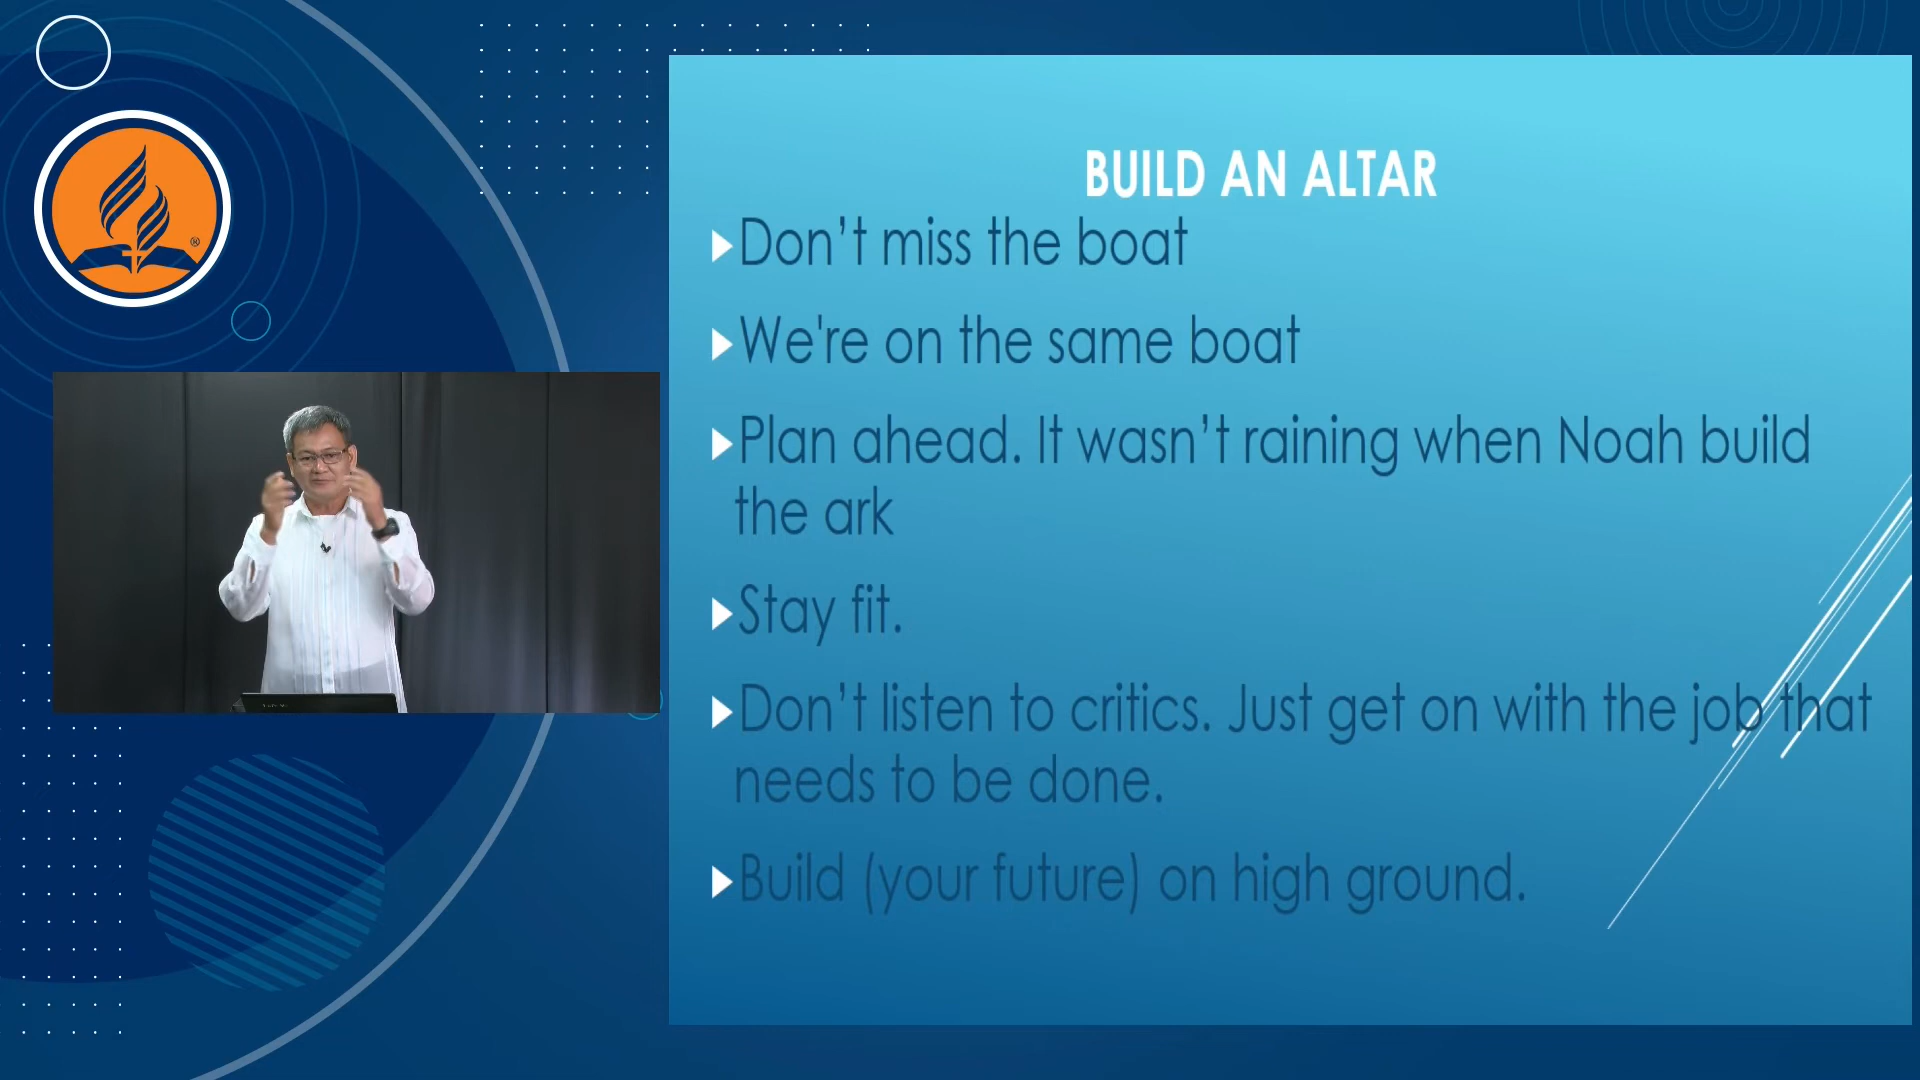 BUILD AN ALTAR
Don’t miss the boat
We're on the same boat
Plan ahead. It wasn’t raining when Noah build
the ark
Stay fit.
Don’t listen to critics. Just get on with the job that
needs to be done.
Build (your future) on high ground.
®